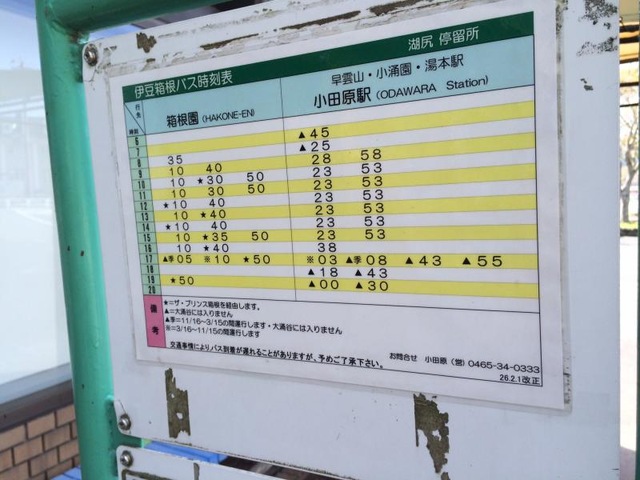 伊豆箱根バス時刻表
湖尻 停留所
行先
時刻
箱根園 (HAKONE-EN)
早雲山・小涌園・湯本駅
小田原駅 (ODAWARA Station)
6 ▲45
7 ▲25
8 35 28 58
9 10 40 23 53
10 10 ★30 50 23 53
11 10 30 50 23 53
12 ★10 40 23 53
13 10 ★40 23 53
14 ★10 40 23 53
15 10 ★35 50 23 53
16 10 ★40 38
17 ▲季05 ※10 ★50 ※03 ▲季08 ▲43 ▲55
18 ▲18 ▲43
19 ★50 ▲00 ▲30
20
備考
★=ザ・プリンス箱根を経由します。
▲=大涌谷には入りません
▲季=11/16～3/15の間運行します・大涌谷には入りません
※=3/16～11/15の間運行します
交通事情によりバス到着が遅れることがありますが、予めご了承下さい。
お問合せ 小田原（営）0465-34-0333
26.2.1改正